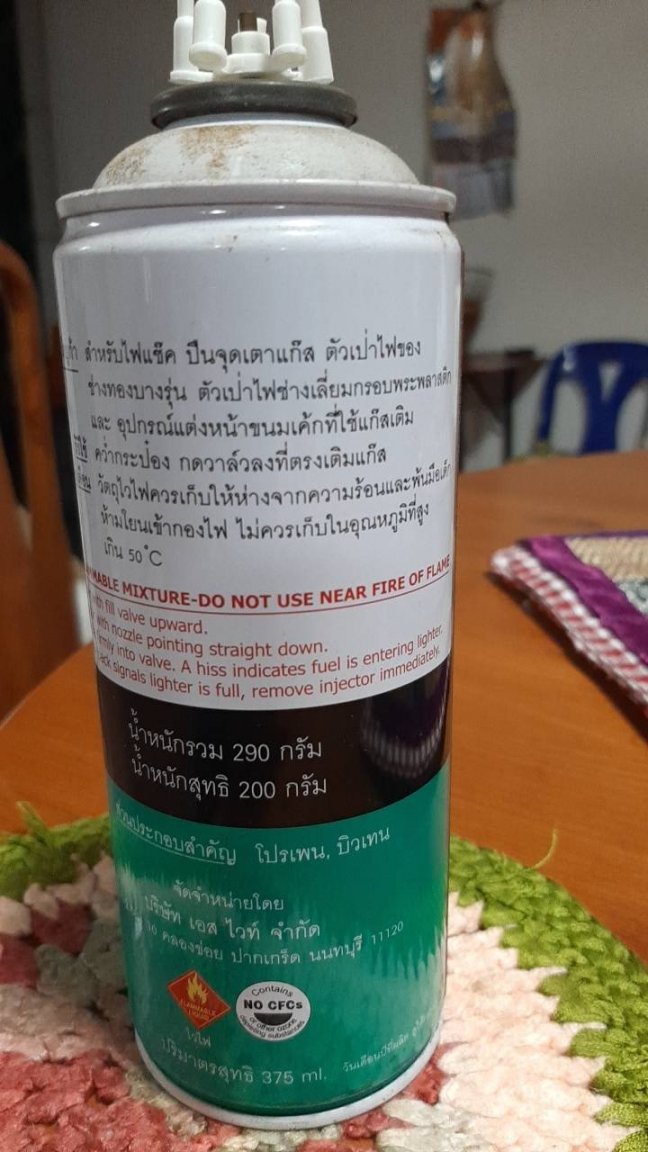 สำหรับไฟแช๊ค ปืนจุดเตาแก๊ส ตัวเป่าไฟของ
ช่างทองบางรุ่น ตัวเป่าไฟช่างเลี่ยมกรอบพระพลาสติก
และ อุปกรณ์แต่งหน้าขนมเค้กที่ใช้แก๊สเติม
คว่ำกระป๋อง กดวาล์วลงที่ตรงเติมแก๊ส
วัตถุไวไฟควรเก็บให้ห่างจากความร้อนและพ้นมือเด็ก
ห้ามโยนเข้ากองไฟ ไม่ควรเก็บในอุณหภูมิที่สูง
เกิน 50°C
MABLE MIXTURE-DO NOT USE NEAR FIRE OF FLAME
fill valve upward.
with nozzle pointing straight down.
into valve. A hiss indicates fuel is entering lighter.
signals lighter is full, remove injector immediately.
น้ำหนักรวม 290 กรัม
น้ำหนักสุทธิ 200 กรัม
ส่วนประกอบสำคัญ โปรเพน, บิวเทน
จัดจำหน่ายโดย
บริษัท เอส ไวท์ จำกัด
คลองข่อย ปากเกร็ด นนทบุรี 11120
FLAMMABLE
LIQUID
Contains
NO CFCs
or other ozone
depleting substances
ไวไฟ
ปริมาตรสุทธิ 375 ml.